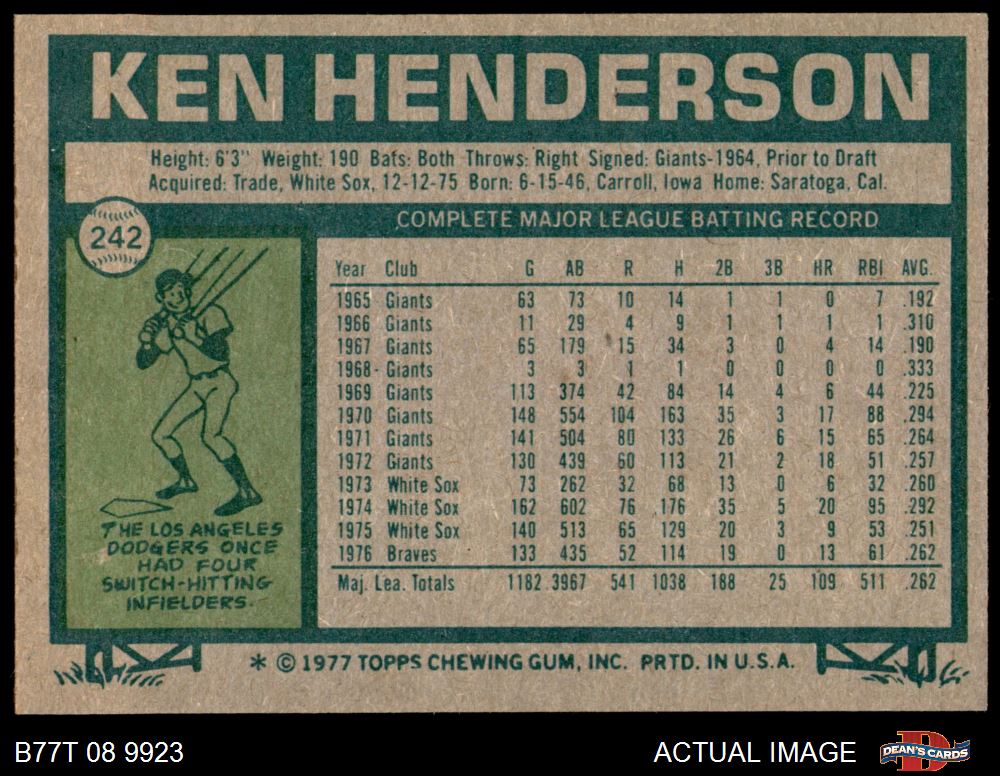 KEN HENDERSON
Height: 6'3" Weight: 190 Bats: Both Throws: Right Signed: Giants-1964, Prior to Draft
Acquired: Trade, White Sox, 12-12-75 Born: 6-15-46, Carroll, Iowa Home: Saratoga, Cal.
242
COMPLETE MAJOR LEAGUE BATTING RECORD
Year Club G AB R H 2B 3B HR RBI AVG.
1965 Giants 63 73 10 14 1 1 0 7 .192
1966 Giants 11 29 4 9 1 1 1 1 .310
1967 Giants 65 179 15 34 3 0 4 14 .190
1968 Giants 3 3 1 1 0 0 0 0 .333
1969 Giants 113 374 42 84 14 4 6 44 .225
1970 Giants 148 554 104 163 35 3 17 88 .294
1971 Giants 141 504 80 133 26 6 15 65 .264
1972 Giants 130 439 60 113 21 2 18 51 .257
1973 White Sox 73 262 32 68 13 0 6 32 .260
1974 White Sox 162 602 76 176 35 5 20 95 .292
1975 White Sox 140 513 65 129 20 3 9 53 .251
1976 Braves 133 435 52 114 19 0 13 61 .262
Maj. Lea. Totals 1182 3967 541 1038 188 25 109 511 .262
THE LOS ANGELES
DODGERS ONCE
HAD FOUR
SWITCH-HITTING
INFIELDERS.
* © 1977 TOPPS CHEWING GUM, INC. PRTD. IN U.S.A.
B77T 08 9923
ACTUAL IMAGE
D
DEAN'S CARDS